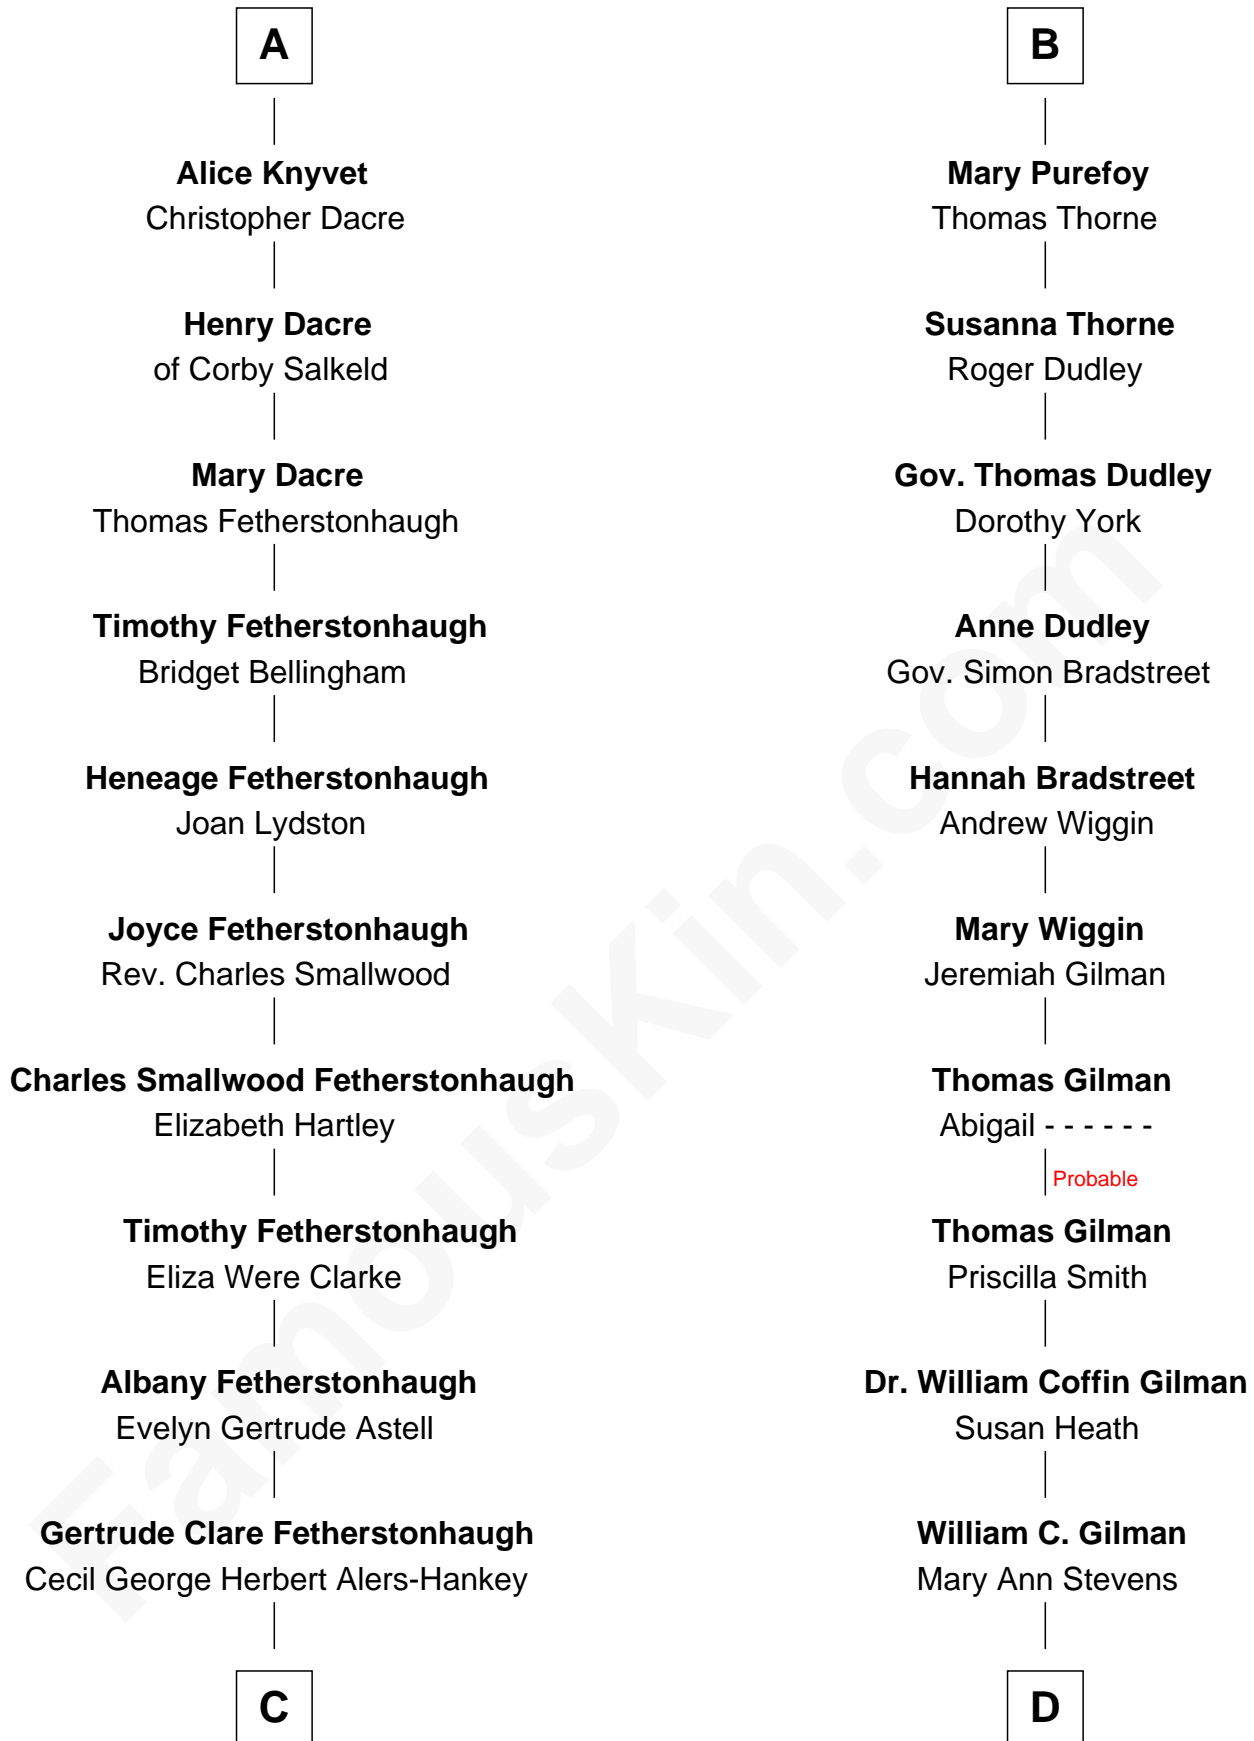 A
Alice Knyvet
Christopher Dacre
Henry Dacre
of Corby Salkeld
Mary Dacre
Thomas Fetherstonhaugh
Timothy Fetherstonhaugh
Bridget Bellingham
Heneage Fetherstonhaugh
Joan Lydston
Joyce Fetherstonhaugh
Rev. Charles Smallwood
Charles Smallwood Fetherstonhaugh
Elizabeth Hartley
Timothy Fetherstonhaugh
Eliza Were Clarke
Albany Fetherstonhaugh
Evelyn Gertrude Astell
Gertrude Clare Fetherstonhaugh
Cecil George Herbert Alers-Hankey
C
B
Mary Purefoy
Thomas Thorne
Susanna Thorne
Roger Dudley
Gov. Thomas Dudley
Dorothy York
Anne Dudley
Gov. Simon Bradstreet
Hannah Bradstreet
Andrew Wiggin
Mary Wiggin
Jeremiah Gilman
Thomas Gilman
Abigail - - - - - -
Probable
Thomas Gilman
Priscilla Smith
Dr. William Coffin Gilman
Susan Heath
William C. Gilman
Mary Ann Stevens
D
FamousKin.com